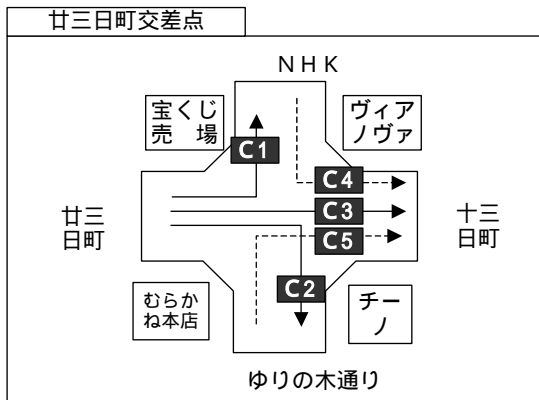 廿三日町交差点
ＮＨＫ
宝くじ
売　場
ヴィア
ノヴァ
C1
C4
C3
C5
C2
廿三
日町
十三
日町
むらか
ね本店
チー
ノ
ゆりの木通り